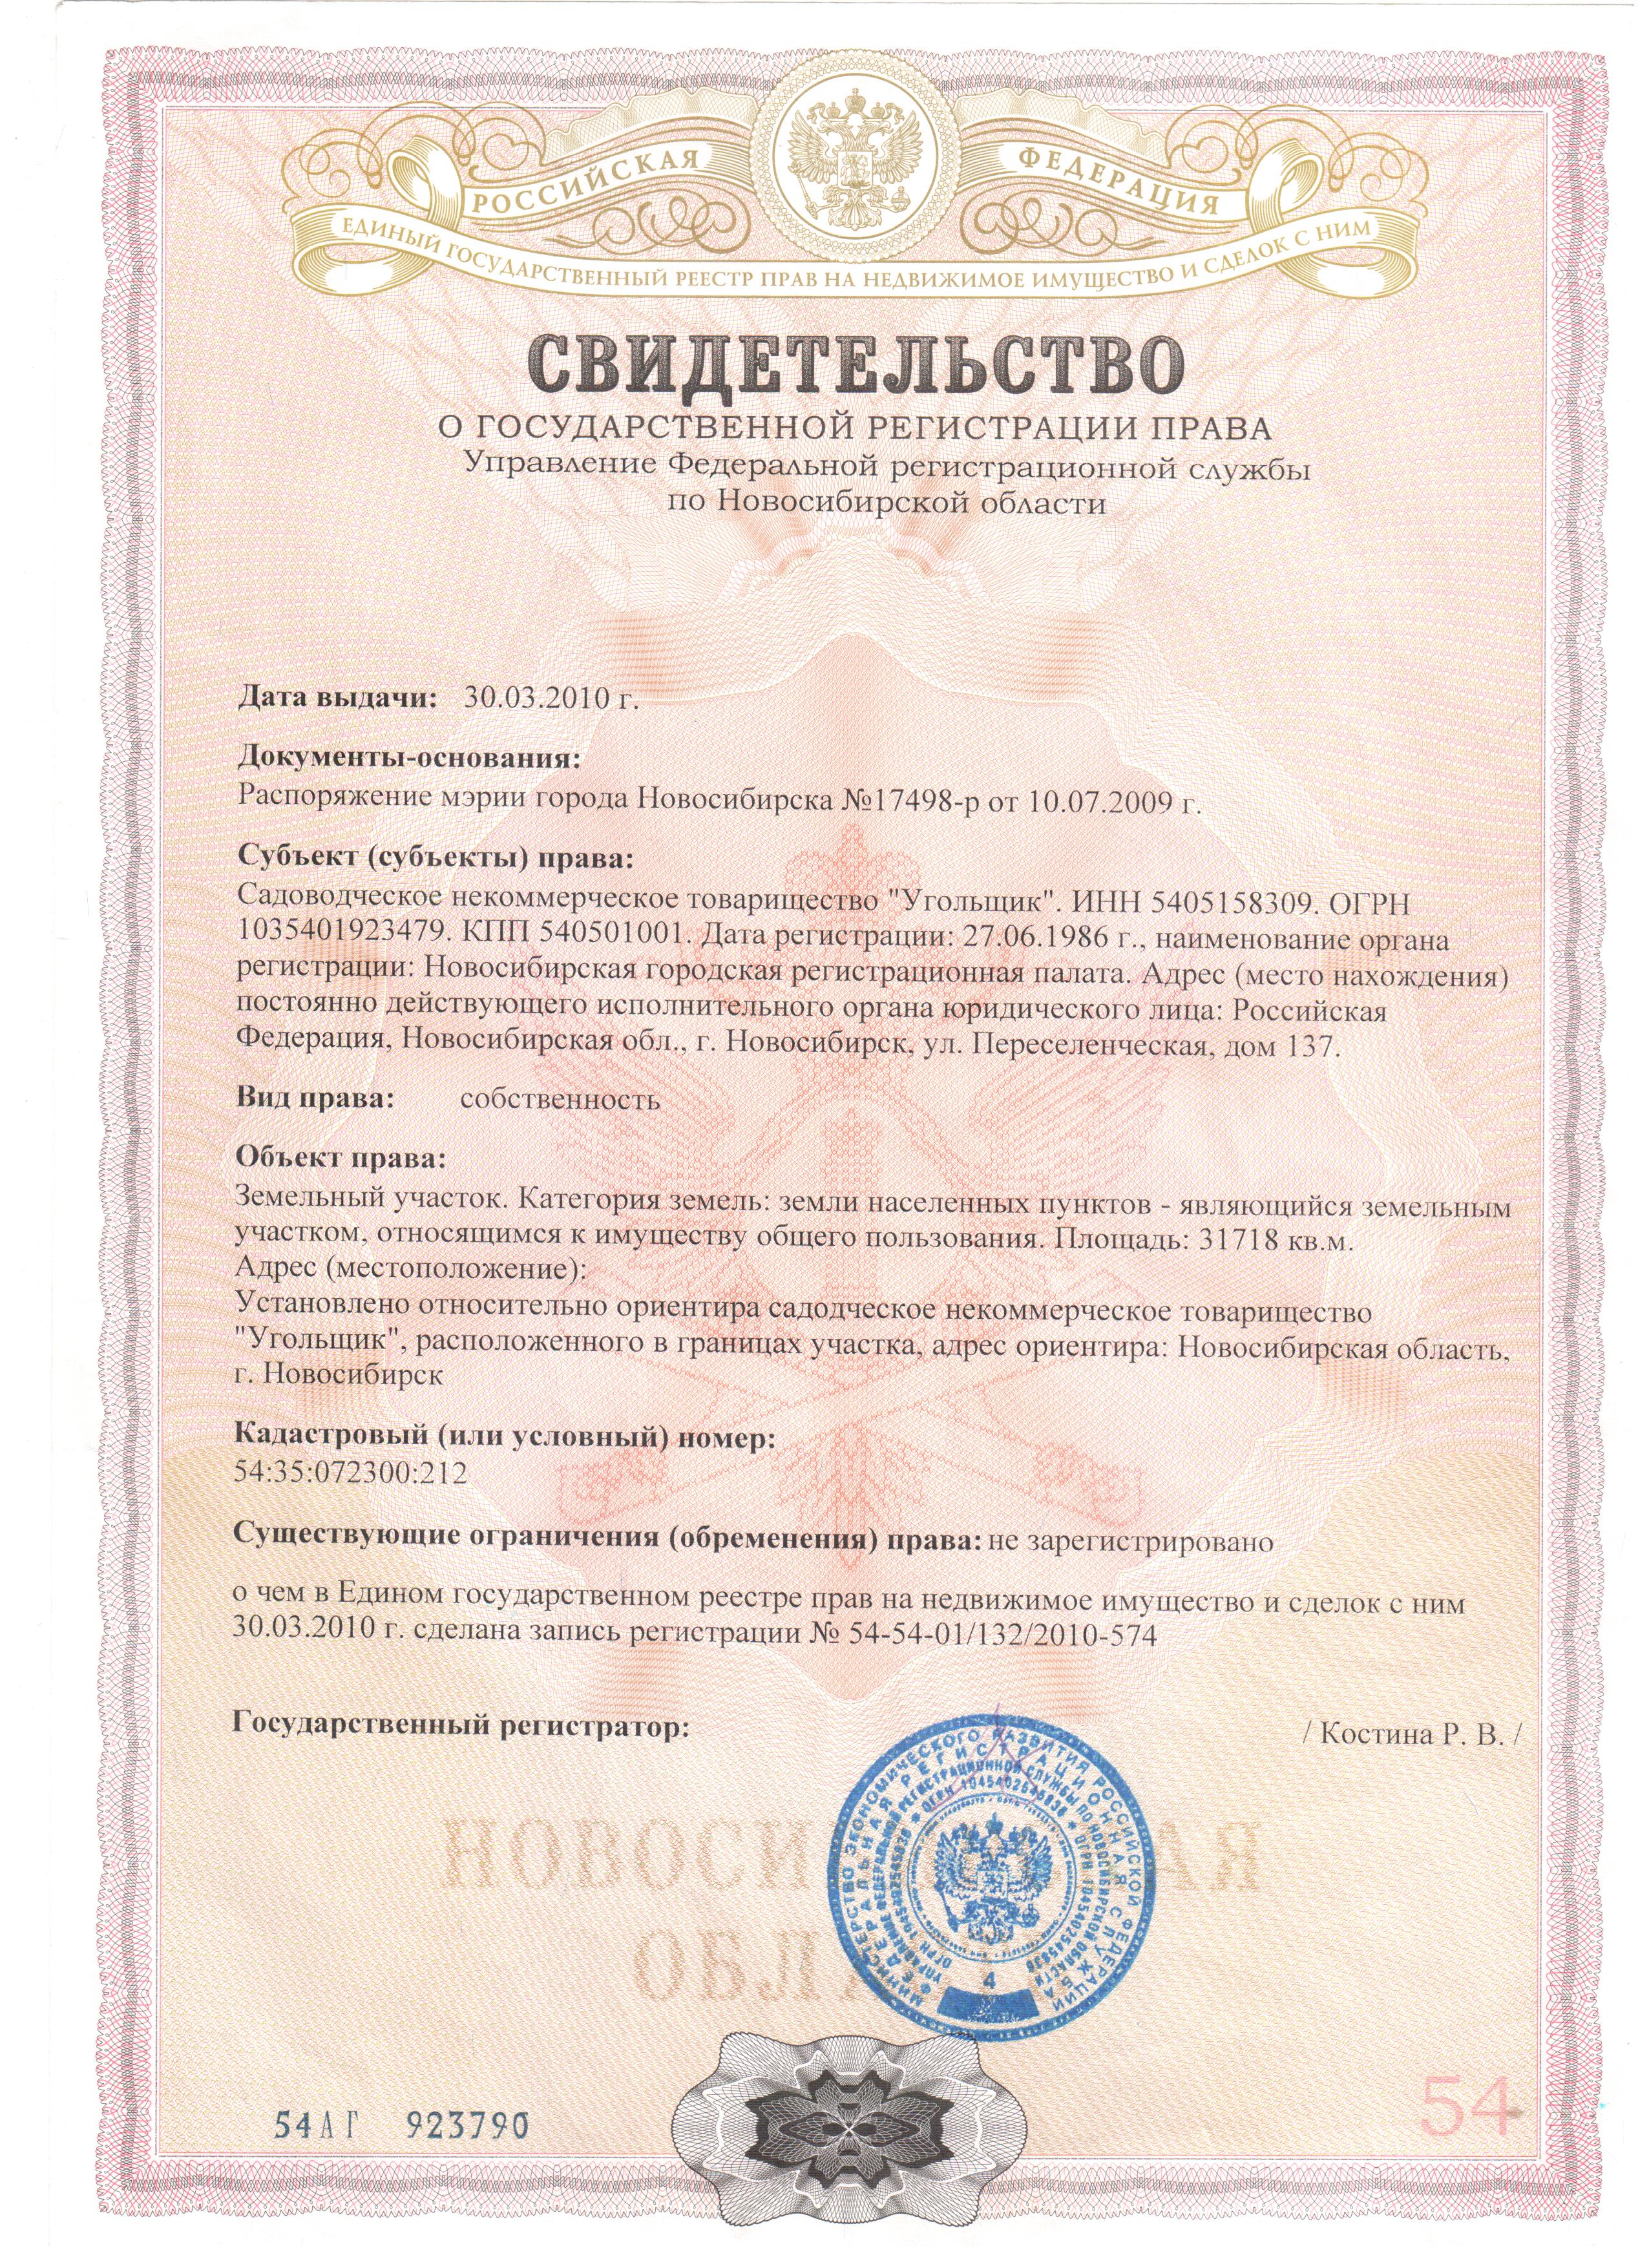 РОССИЙСКАЯ ФЕДЕРАЦИЯ
ЕДИНЫЙ ГОСУДАРСТВЕННЫЙ РЕЕСТР ПРАВ НА НЕДВИЖИМОЕ ИМУЩЕСТВО И СДЕЛОК С НИМ
СВИДЕТЕЛЬСТВО
О ГОСУДАРСТВЕННОЙ РЕГИСТРАЦИИ ПРАВА
Управление Федеральной регистрационной службы
по Новосибирской области
Дата выдачи: 30.03.2010 г.
Документы-основания:
Распоряжение мэрии города Новосибирска №17498-р от 10.07.2009 г.
Субъект (субъекты) права:
Садоводческое некоммерческое товарищество "Угольщик". ИНН 5405158309. ОГРН
1035401923479. КПП 540501001. Дата регистрации: 27.06.1986 г., наименование органа
регистрации: Новосибирская городская регистрационная палата. Адрес (место нахождения)
постоянно действующего исполнительного органа юридического лица: Российская
Федерация, Новосибирская обл., г. Новосибирск, ул. Переселенческая, дом 137.
Вид права: собственность
Объект права:
Земельный участок. Категория земель: земли населенных пунктов - являющийся земельным
участком, относящимся к имуществу общего пользования. Площадь: 31718 кв.м.
Адрес (местоположение):
Установлено относительно ориентира садодческое некоммерческое товарищество
"Угольщик", расположенного в границах участка, адрес ориентира: Новосибирская область,
г. Новосибирск
Кадастровый (или условный) номер:
54:35:072300:212
Существующие ограничения (обременения) права: не зарегистрировано
о чем в Едином государственном реестре прав на недвижимое имущество и сделок с ним
30.03.2010 г. сделана запись регистрации № 54-54-01/132/2010-574
Государственный регистратор: / Костина Р. В. /
МИНИСТЕРСТВО ЭКОНОМИЧЕСКОГО РАЗВИТИЯ РОССИЙСКОЙ ФЕДЕРАЦИИ
ФЕДЕРАЛЬНАЯ РЕГИСТРАЦИОННАЯ СЛУЖБА
УПРАВЛЕНИЕ ФЕДЕРАЛЬНОЙ РЕГИСТРАЦИОННОЙ СЛУЖБЫ ПО НОВОСИБИРСКОЙ ОБЛАСТИ
4
54
54АГ 923790